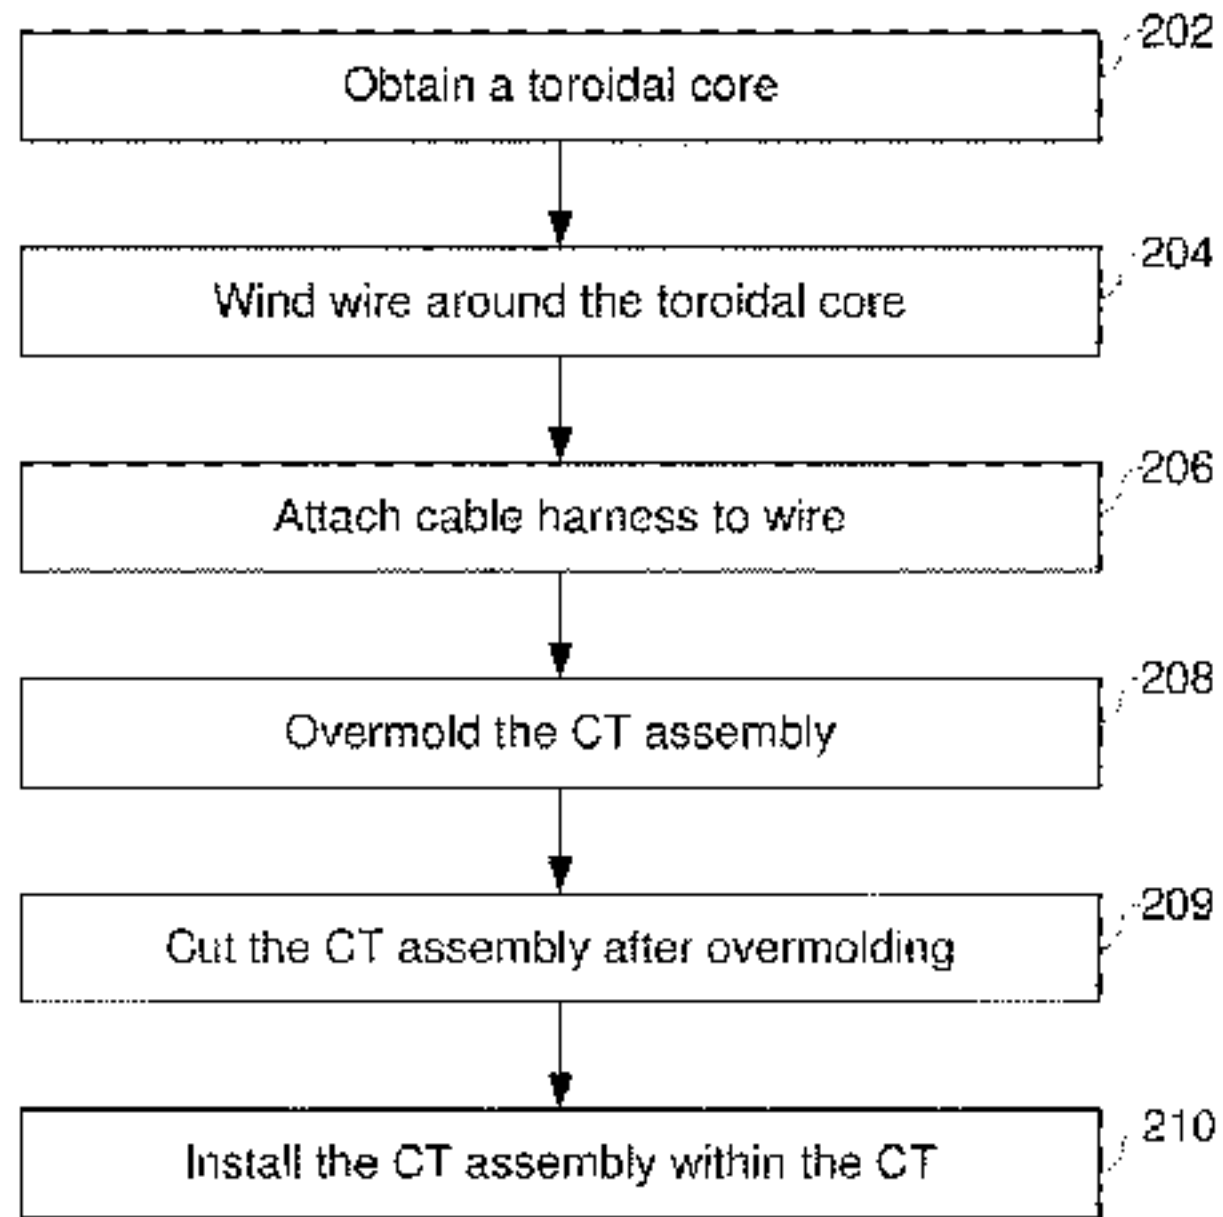 202
Obtain a toroidal core
204
Wind wire around the toroidal core
206
Attach cable harness to wire
208
Overmold the CT assembly
209
Cut the CT assembly after overmolding
210
Install the CT assembly within the CT